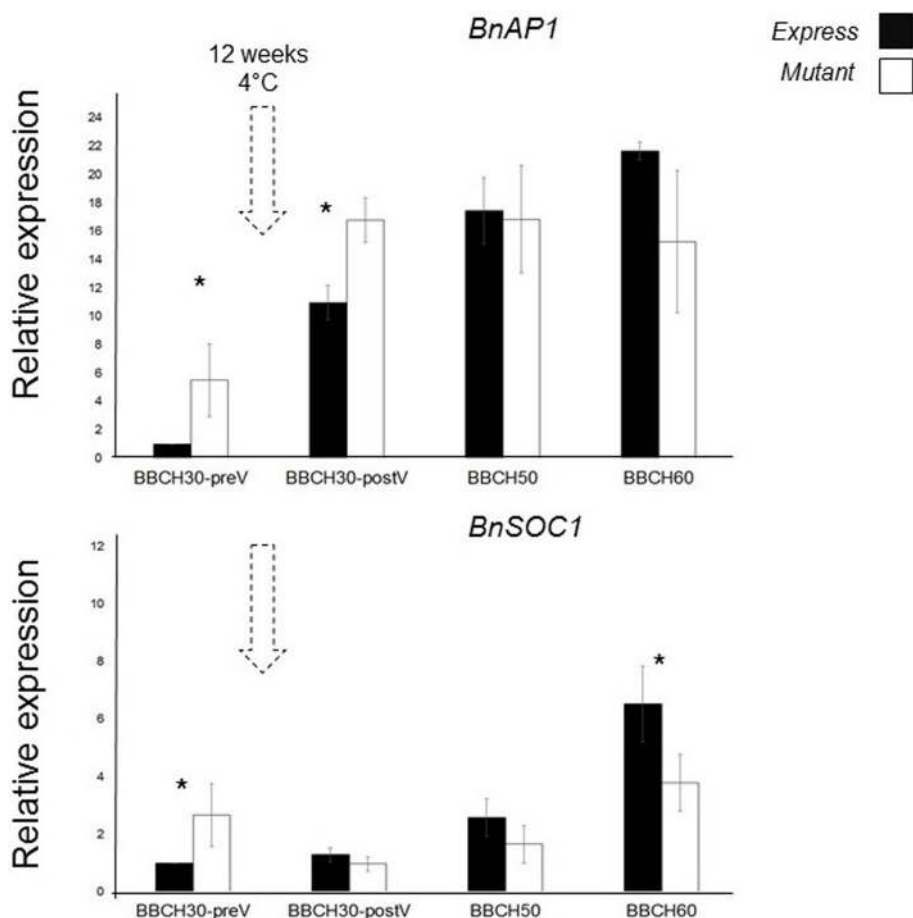 BnAP1
Express
Mutant
12 weeks
4°C
Relative expression
24
22
20
18
16
14
12
10
8
6
4
2
0
*
*
BBCH30-preV
BBCH30-postV
BBCH50
BBCH60
BnSOC1
Relative expression
12
10
8
6
4
2
0
*
*
BBCH30-preV
BBCH30-postV
BBCH50
BBCH60